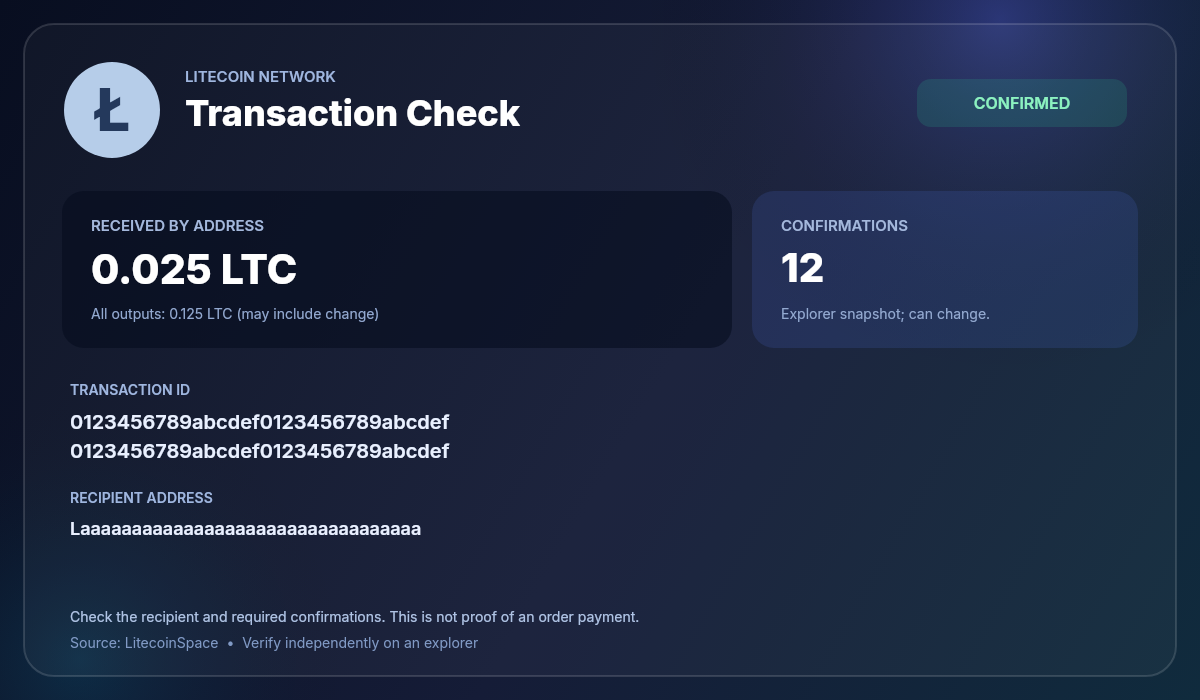 Ł
LITECOIN NETWORK
Transaction Check
CONFIRMED
RECEIVED BY ADDRESS
0.025 LTC
All outputs: 0.125 LTC (may include change)
CONFIRMATIONS
12
Explorer snapshot; can change.
TRANSACTION ID
0123456789abcdef0123456789abcdef
0123456789abcdef0123456789abcdef
RECIPIENT ADDRESS
Laaaaaaaaaaaaaaaaaaaaaaaaaaaaaaaaa
Check the recipient and required confirmations. This is not proof of an order payment.
Source: LitecoinSpace • Verify independently on an explorer